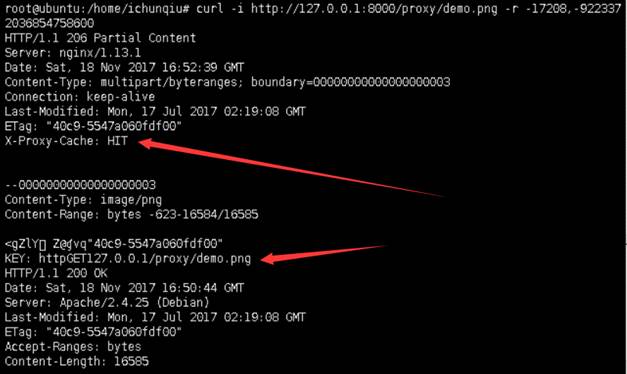 root@ubuntu:/home/ichunqiu# curl -i http://127.0.0.1:8000/proxy/demo.png -r -17208,-922337
2036854758600
HTTP/1.1 206 Partial Content
Server: nginx/1.13.1
Date: Sat, 18 Nov 2017 16:52:39 GMT
Content-Type: multipart/byteranges; boundary=00000000000000000003
Connection: keep-alive
Last-Modified: Mon, 17 Jul 2017 02:19:08 GMT
ETag: "40c9-5547a060fdf00"
X-Proxy-Cache: HIT
--00000000000000000003
Content-Type: image/png
Content-Range: bytes -623-16584/16585
"40c9-5547a060fdf00"
KEY: httpGET127.0.0.1/proxy/demo.png
HTTP/1.1 200 OK
Date: Sat, 18 Nov 2017 16:50:44 GMT
Server: Apache/2.4.25 (Debian)
Last-Modified: Mon, 17 Jul 2017 02:19:08 GMT
ETag: "40c9-5547a060fdf00"
Accept-Ranges: bytes
Content-Length: 16585